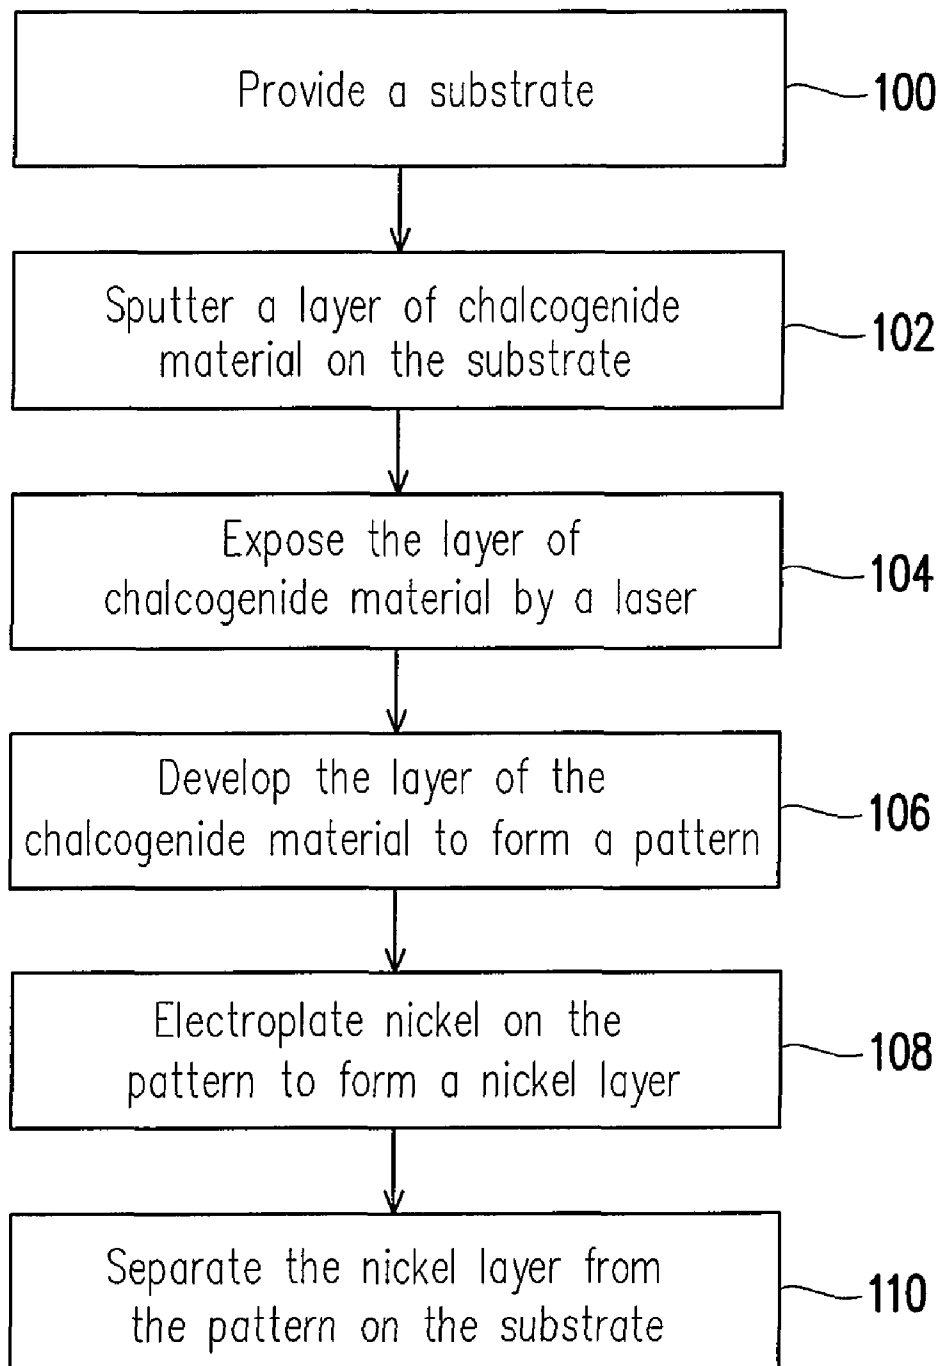 Provide a substrate
100
Sputter a layer of chalcogenide
material on the substrate
102
Expose the layer of
chalcogenide material by a laser
104
Develop the layer of the
chalcogenide material to form a pattern
106
Electroplate nickel on the
pattern to form a nickel layer
108
Separate the nickel layer from
the pattern on the substrate
110